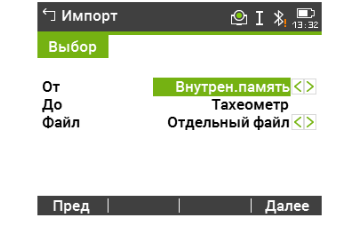 Импорт
13:32
Выбор
От Внутрен.память
До Тахеометр
Файл Отдельный файл
Пред Далее